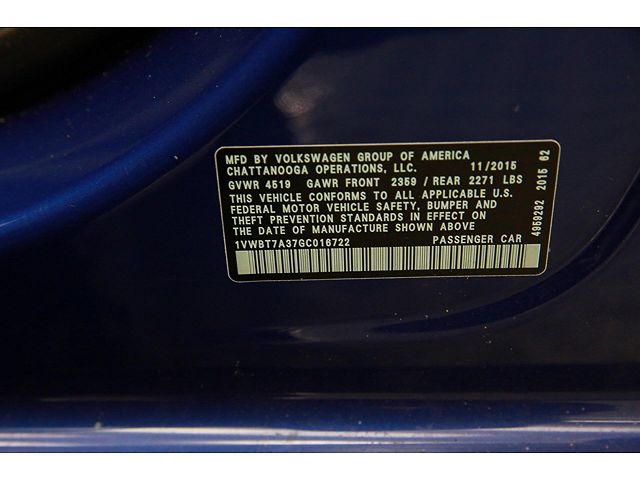 MFD BY VOLKSWAGEN GROUP OF AMERICA
CHATTANOOGA OPERATIONS, LLC. 11/2015
GVWR 4519 GAWR FRONT 2359 / REAR 2271 LBS
THIS VEHICLE CONFORMS TO ALL APPLICABLE U.S.
FEDERAL MOTOR VEHICLE SAFETY, BUMPER AND
THEFT PREVENTION STANDARDS IN EFFECT ON
THE DATE OF MANUFACTURE SHOWN ABOVE
1VWBT7A37GC016722 PASSENGER CAR
4959292 2015 62